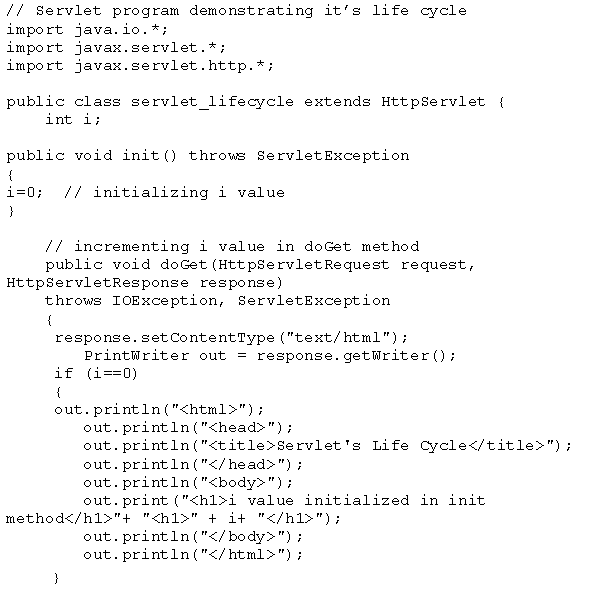 // Servlet program demonstrating it’s life cycle
import java.io.*;
import javax.servlet.*;
import javax.servlet.http.*;

public class servlet_lifecycle extends HttpServlet {
    int i;

public void init() throws ServletException
{
i=0;  // initializing i value
}

    // incrementing i value in doGet method
    public void doGet(HttpServletRequest request,
HttpServletResponse response)
    throws IOException, ServletException
    {
     response.setContentType("text/html");
        PrintWriter out = response.getWriter();
     if (i==0)
     {
     out.println("<html>");
        out.println("<head>");
        out.println("<title>Servlet's Life Cycle</title>");
        out.println("</head>");
        out.println("<body>");
        out.print("<h1>i value initialized in init
method</h1>"+ "<h1>" + i+ "</h1>");
        out.println("</body>");
        out.println("</html>");
     }